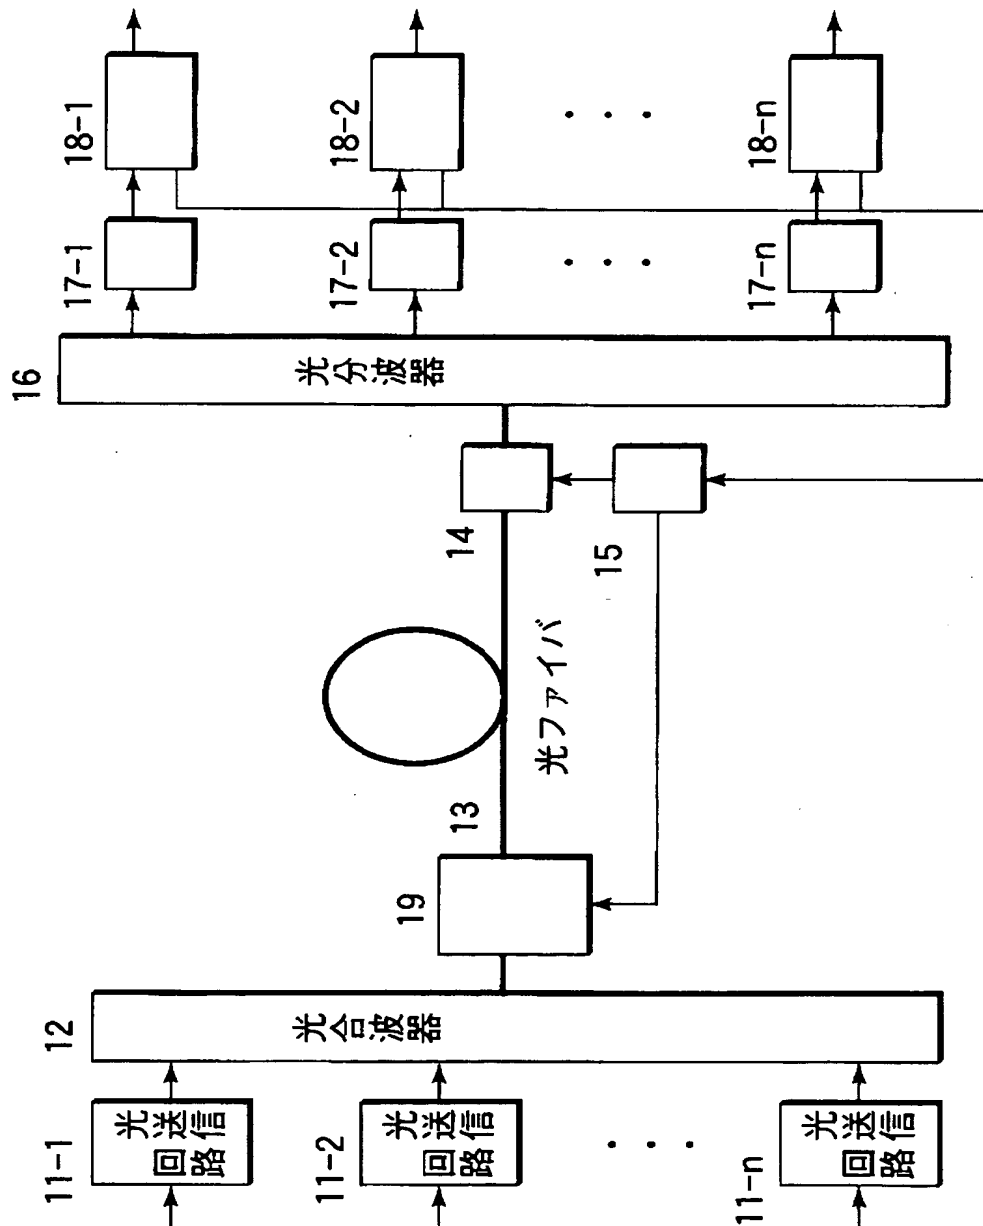 18-1
18-2
18-n
17-1
17-2
17-n
16
光分波器
14
15
光ファイバ
13
19
12
光合波器
11-1
光送信
回路
11-2
光送信
回路
11-n
光送信
回路